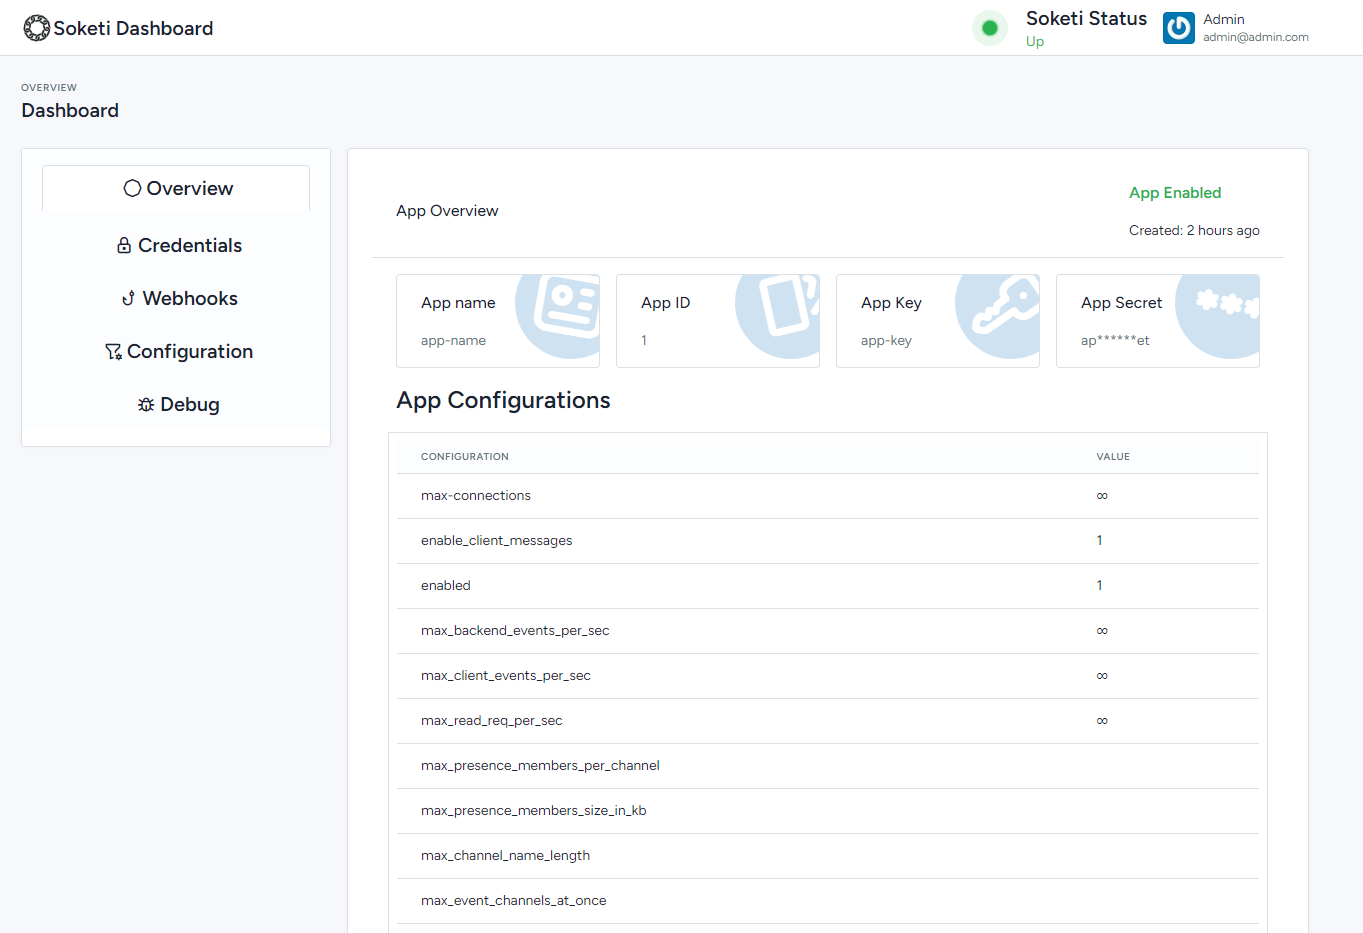 Soketi Dashboard
Soketi Status
Up
Admin
admin@admin.com
OVERVIEW
Dashboard
Overview
Credentials
Webhooks
Configuration
Debug
App Overview
App Enabled
Created: 2 hours ago
App name
app-name
App ID
1
App Key
app-key
App Secret
ap******et
App Configurations
CONFIGURATION VALUE
max-connections ∞
enable_client_messages 1
enabled 1
max_backend_events_per_sec ∞
max_client_events_per_sec ∞
max_read_req_per_sec ∞
max_presence_members_per_channel
max_presence_members_size_in_kb
max_channel_name_length
max_event_channels_at_once